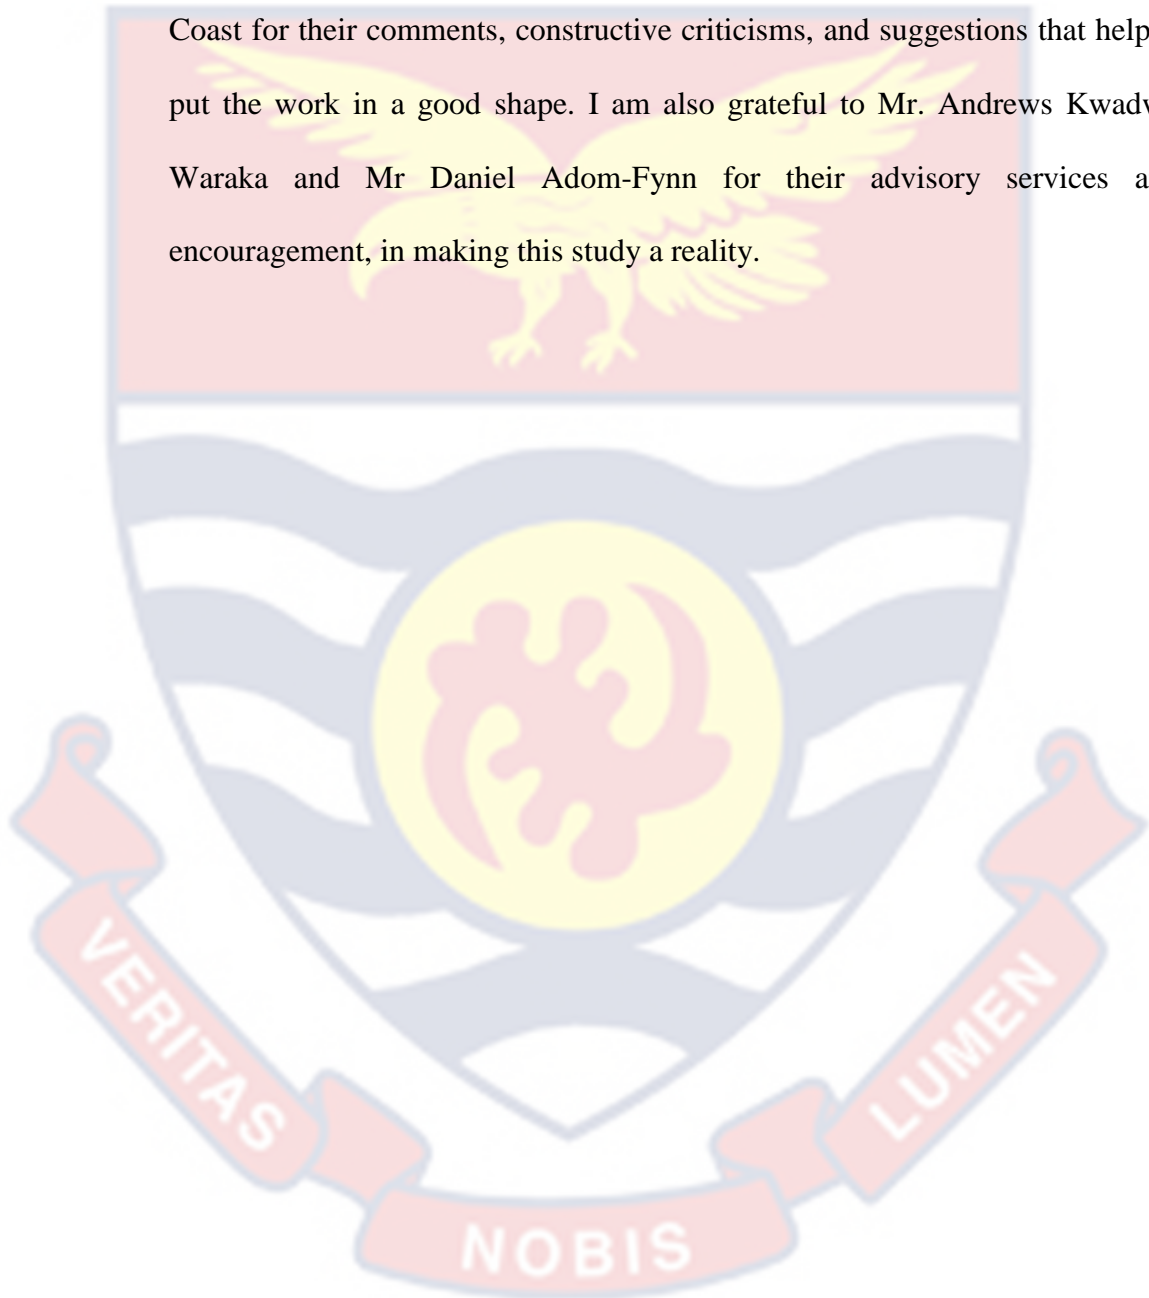 Coast for their comments, constructive criticisms, and suggestions that help
put the work in a good shape. I am also grateful to Mr. Andrews Kwadw
Waraka and Mr Daniel Adom-Fynn for their advisory services a
encouragement, in making this study a reality.
VERITAS
NOBIS
LUMEN